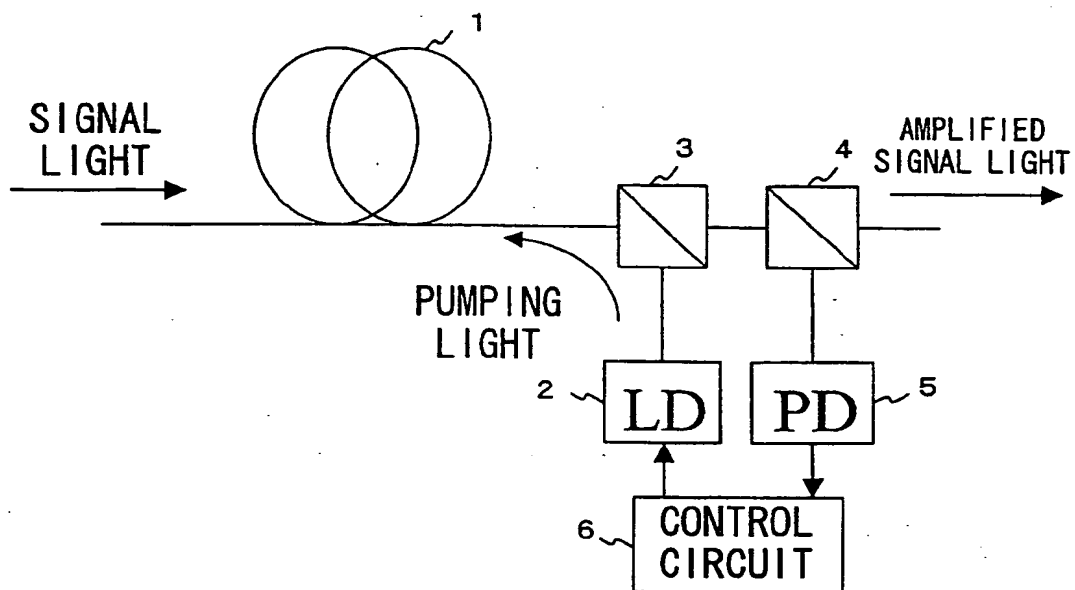 1
SIGNAL
LIGHT
3
4
AMPLIFIED
SIGNAL LIGHT
PUMPING
LIGHT
2
LD
PD
5
6
CONTROL
CIRCUIT